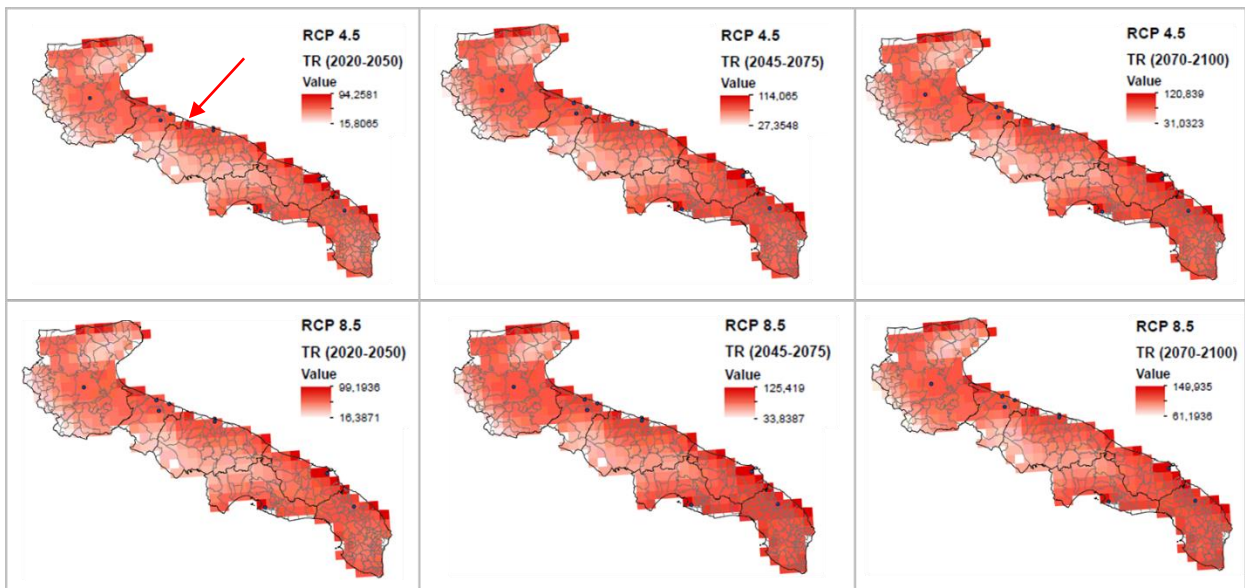 RCP 4.5
TR (2020-2050)
Value
94,2581
15,8065
RCP 4.5
TR (2045-2075)
Value
114,065
27,3548
RCP 4.5
TR (2070-2100)
Value
120,839
31,0323
RCP 8.5
TR (2020-2050)
Value
99,1936
16,3871
RCP 8.5
TR (2045-2075)
Value
125,419
33,8387
RCP 8.5
TR (2070-2100)
Value
149,935
61,1936